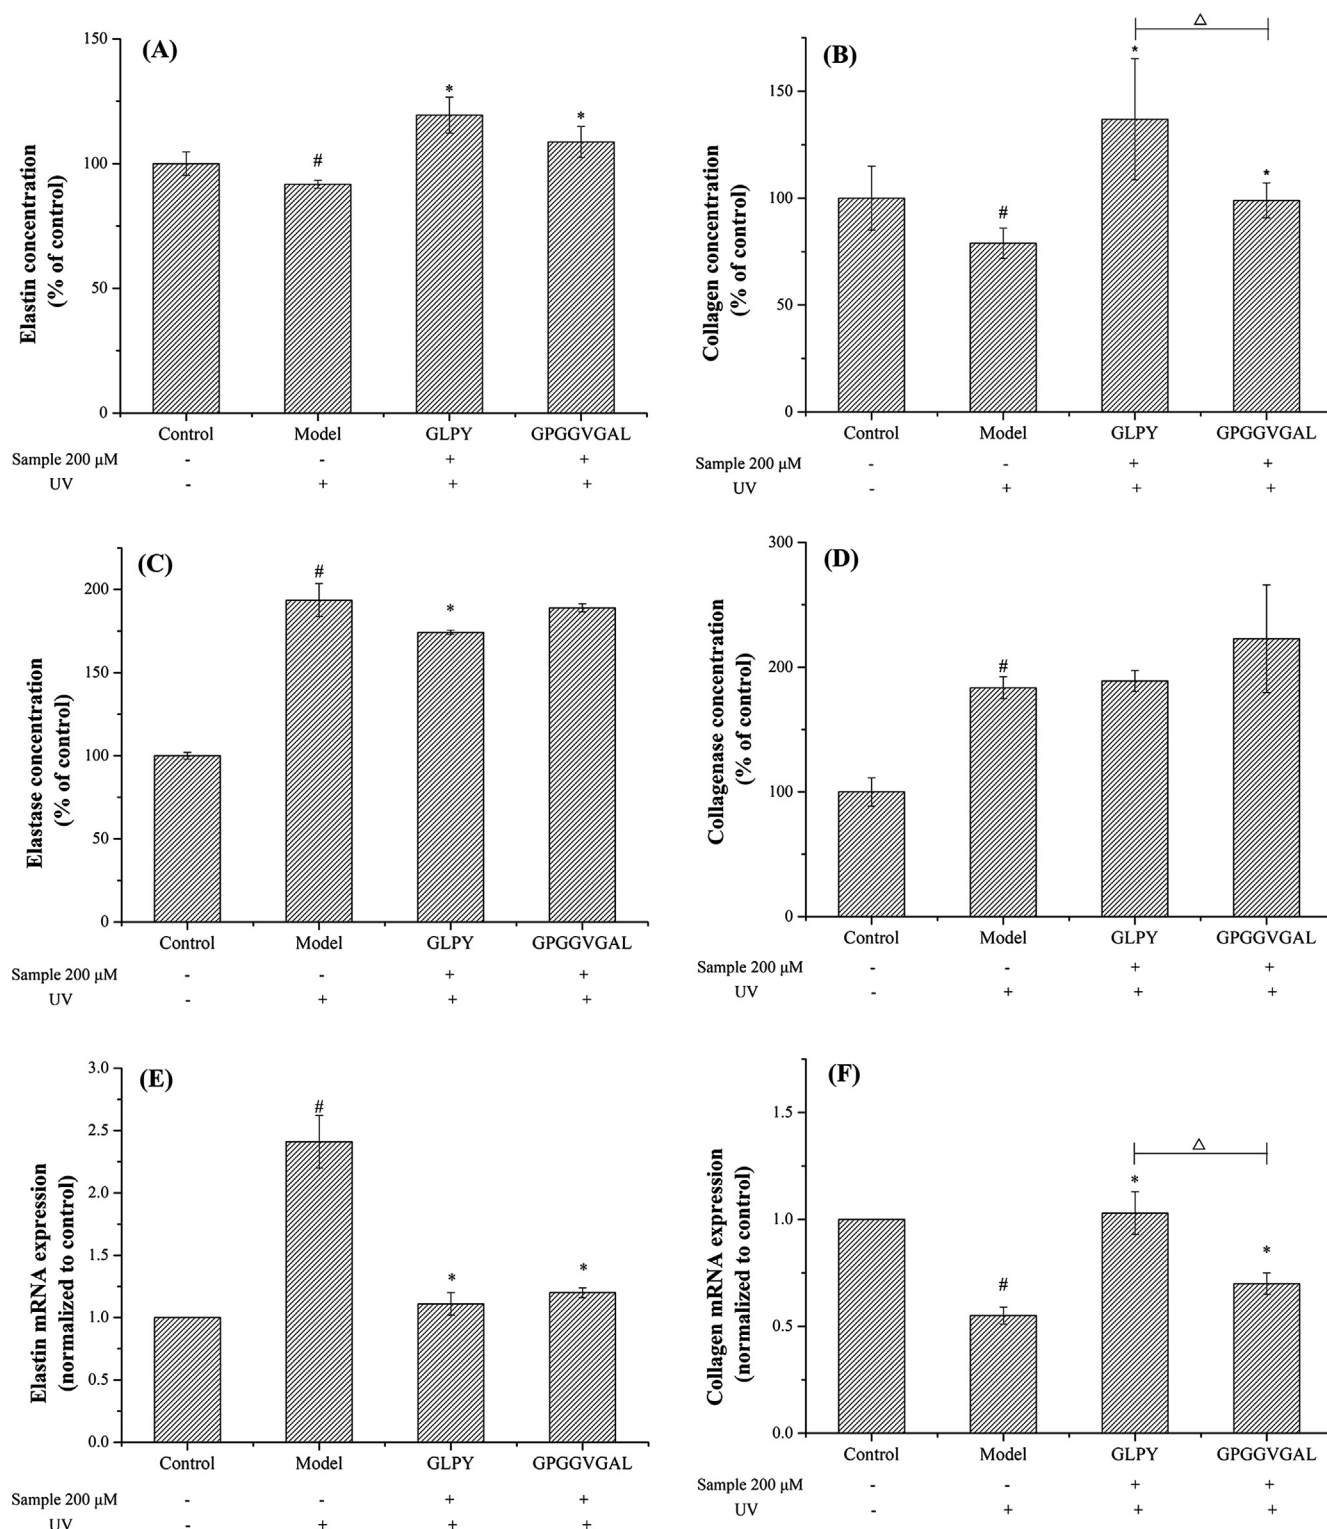 (A)
Elastin concentration
(% of control)
150
100
50
0
*
*
#
Control Model GLPY GPGGVGAL
Sample 200 μM - - + +
UV - + + +
(B)
Collagen concentration
(% of control)
150
100
50
0
△
*
*
#
Control Model GLPY GPGGVGAL
Sample 200 μM - - + +
UV - + + +
(C)
Elastase concentration
(% of control)
200
150
100
50
0
#
*
Control Model GLPY GPGGVGAL
Sample 200 μM - - + +
UV - + + +
(D)
Collagenase concentration
(% of control)
300
200
100
0
#
Control Model GLPY GPGGVGAL
Sample 200 μM - - + +
UV - + + +
(E)
Elastin mRNA expression
(normalized to control)
3.0
2.5
2.0
1.5
1.0
0.5
0.0
#
*
*
Control Model GLPY GPGGVGAL
Sample 200 μM - - + +
UV - + + +
(F)
Collagen mRNA expression
(normalized to control)
1.5
1.0
0.5
0.0
△
*
*
#
Control Model GLPY GPGGVGAL
Sample 200 μM - - + +
UV - + + +